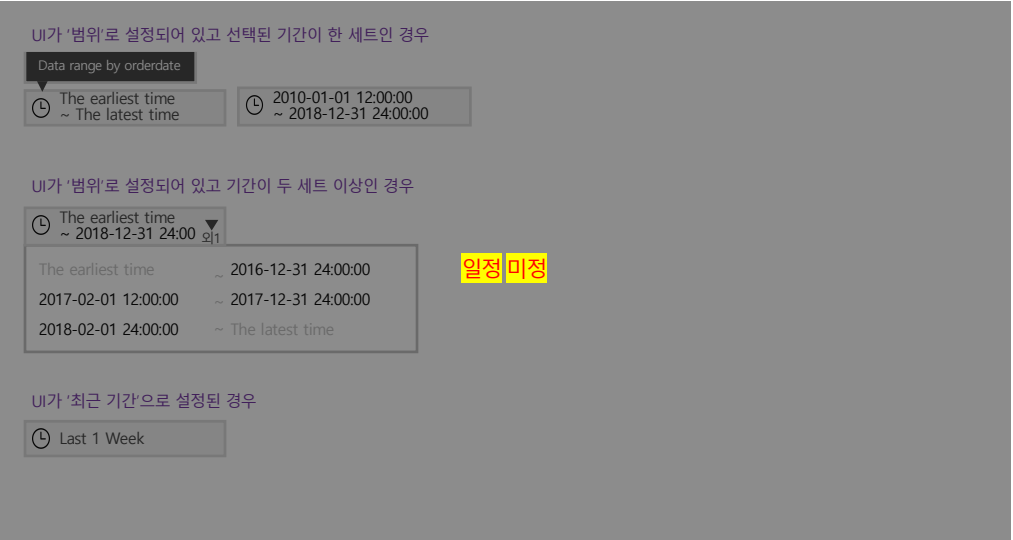 UI가 '범위'로 설정되어 있고 선택된 기간이 한 세트인 경우
Data range by orderdate
The earliest time
~ The latest time
2010-01-01 12:00:00
~ 2018-12-31 24:00:00
UI가 '범위'로 설정되어 있고 기간이 두 세트 이상인 경우
The earliest time
~ 2018-12-31 24:00 외1
The earliest time ~ 2016-12-31 24:00:00
일정 미정
2017-02-01 12:00:00 ~ 2017-12-31 24:00:00
2018-02-01 24:00:00 ~ The latest time
UI가 '최근 기간'으로 설정된 경우
Last 1 Week